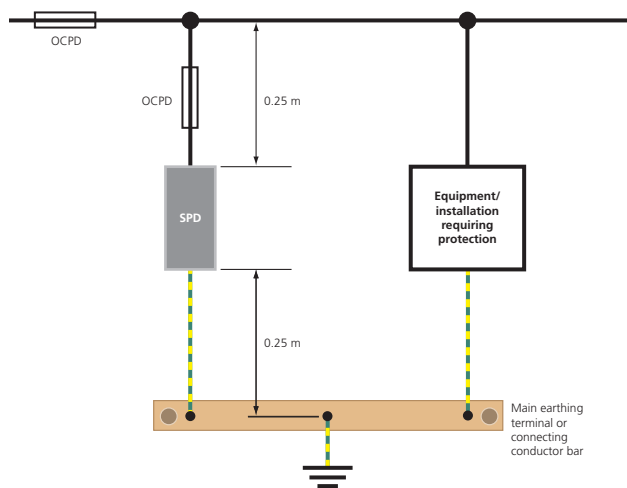 OCPD
OCPD
0.25 m
SPD
Equipment/
installation
requiring
protection
0.25 m
Main earthing
terminal or
connecting
conductor bar